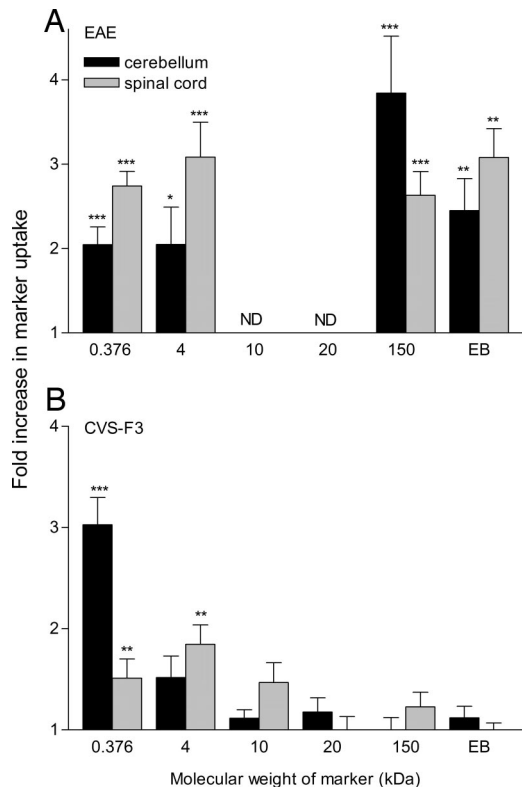 A
EAE
cerebellum
spinal cord
4
3
2
1
*** *** * *** ND ND *** *** ** **
0.376 4 10 20 150 EB
Fold increase in marker uptake
B
CVS-F3
4
3
2
1
*** ** **
0.376 4 10 20 150 EB
Molecular weight of marker (kDa)